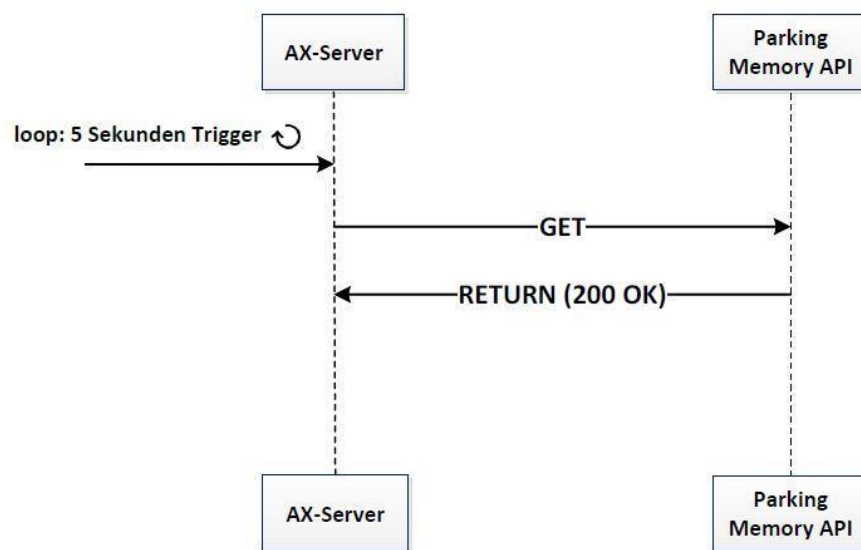 AX-Server
Parking
Memory API
loop: 5 Sekunden Trigger
GET
RETURN (200 OK)
AX-Server
Parking
Memory API